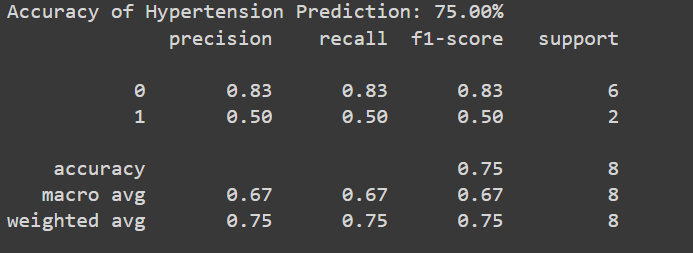 Accuracy of Hypertension Prediction: 75.00%
precision recall f1-score support
0 0.83 0.83 0.83 6
1 0.50 0.50 0.50 2
accuracy 0.75 8
macro avg 0.67 0.67 0.67 8
weighted avg 0.75 0.75 0.75 8